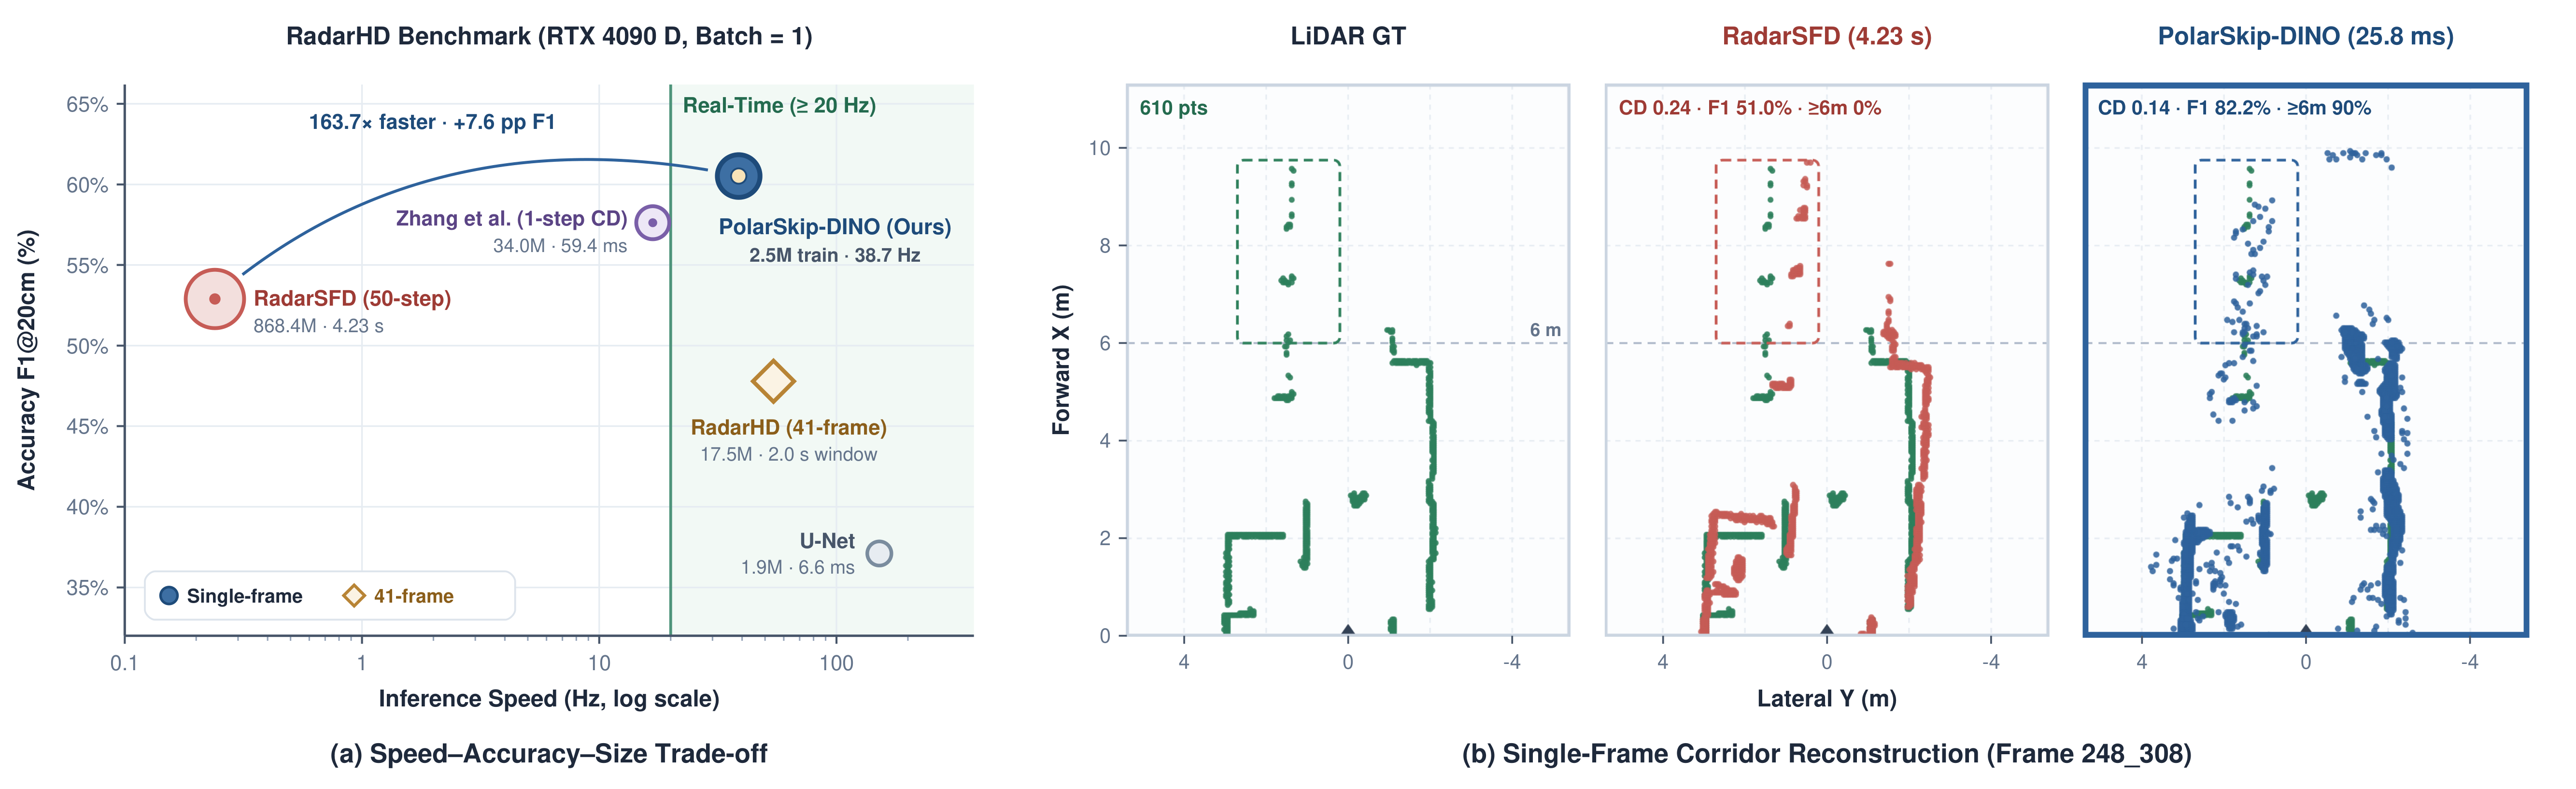 RadarHD Benchmark (RTX 4090 D, Batch = 1)
65%
60%
55%
50%
45%
40%
35%
Accuracy F1@20cm (%)
163.7× faster · +7.6 pp F1
Real-Time (≥ 20 Hz)
Zhang et al. (1-step CD)
34.0M · 59.4 ms
PolarSkip-DINO (Ours)
2.5M train · 38.7 Hz
RadarSFD (50-step)
868.4M · 4.23 s
RadarHD (41-frame)
17.5M · 2.0 s window
U-Net
1.9M · 6.6 ms
Single-frame
41-frame
0.1
1
10
100
Inference Speed (Hz, log scale)
(a) Speed–Accuracy–Size Trade-off
LiDAR GT
610 pts
6 m
10
8
6
4
2
0
Forward X (m)
4
0
-4
RadarSFD (4.23 s)
CD 0.24 · F1 51.0% · ≥6m 0%
4
0
-4
Lateral Y (m)
PolarSkip-DINO (25.8 ms)
CD 0.14 · F1 82.2% · ≥6m 90%
4
0
-4
(b) Single-Frame Corridor Reconstruction (Frame 248_308)